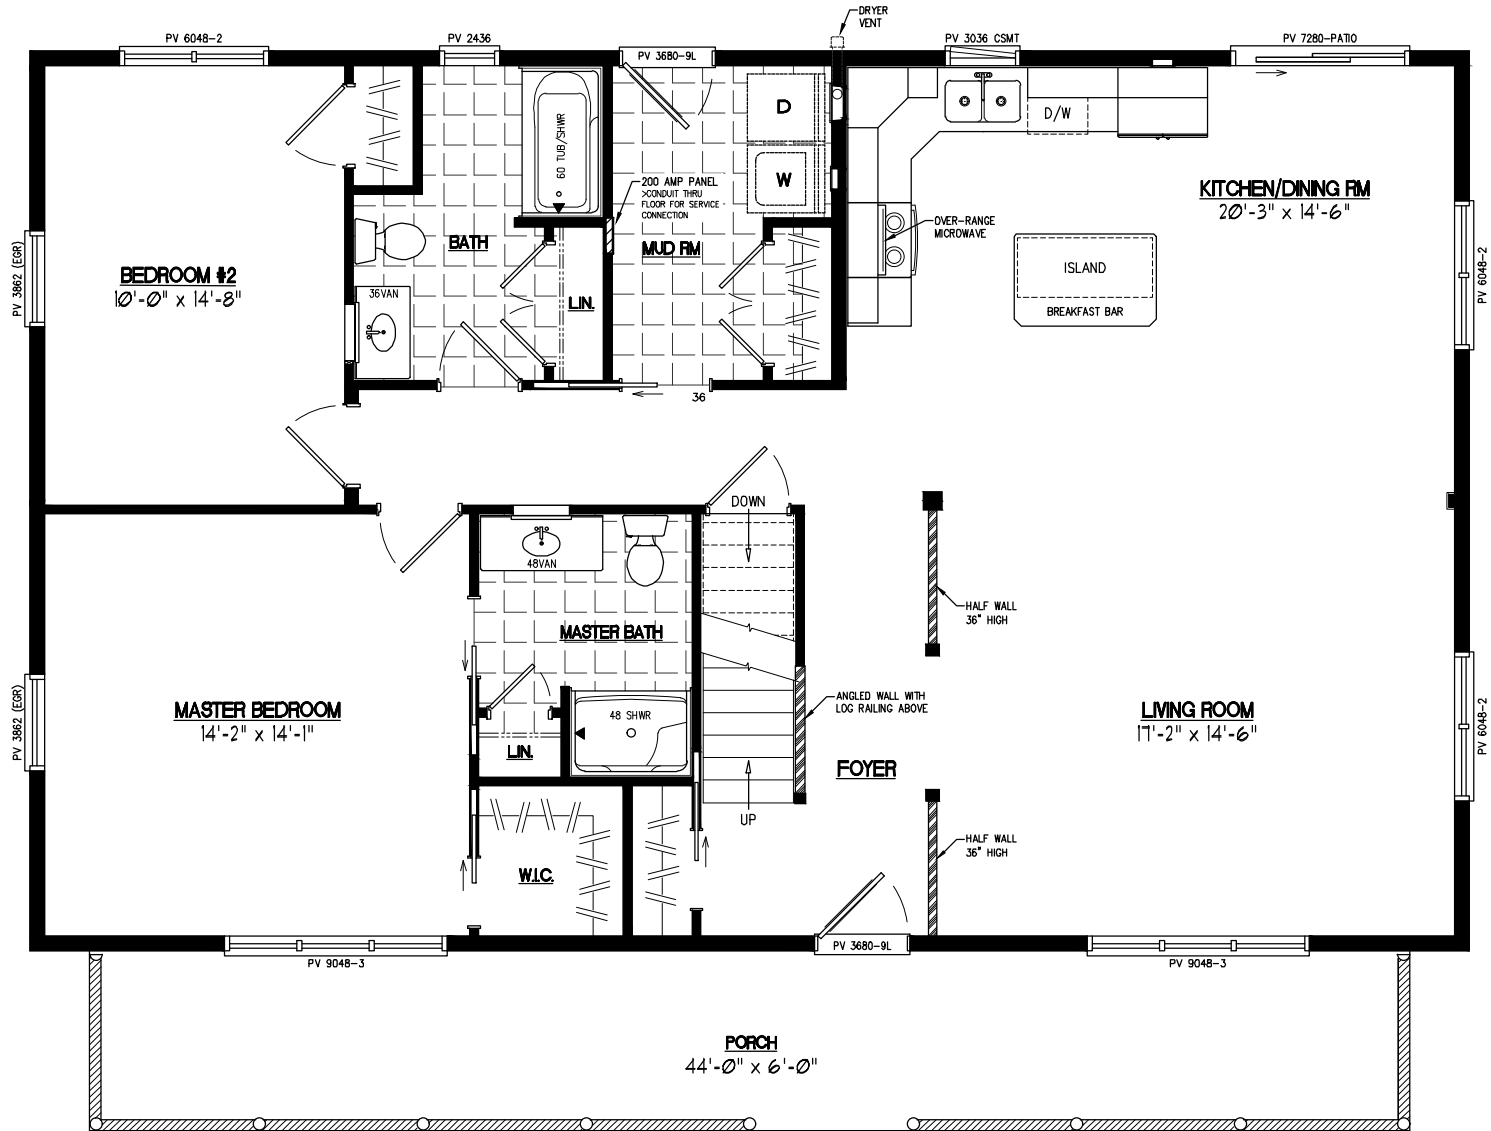 DRYER
VENT
PV 6048-2
PV 2436
PV 3680-9L
PV 3036 CSMT
PV 7280-PATIO
D
D/W
60 TUB/SHWR
W
200 AMP PANEL
>CONDUIT THRU
FLOOR FOR SERVICE
CONNECTION
KITCHEN/DINING RM
20'-3" x 14'-6"
OVER-RANGE
MICROWAVE
BATH
MUD RM
PV 3862 (EGR)
BEDROOM #2
10'-0" x 14'-8"
ISLAND
PV 6048-2
36VAN
LIN.
BREAKFAST BAR
36
DOWN
48VAN
HALF WALL
36" HIGH
MASTER BATH
PV 3862 (EGR)
MASTER BEDROOM
14'-2" x 14'-1"
48 SHWR
ANGLED WALL WITH
LOG RAILING ABOVE
LIVING ROOM
17'-2" x 14'-6"
PV 6048-2
LIN.
FOYER
UP
HALF WALL
36" HIGH
W.I.C.
PV 9048-3
PV 3680-9L
PV 9048-3
PORCH
44'-0" x 6'-0"